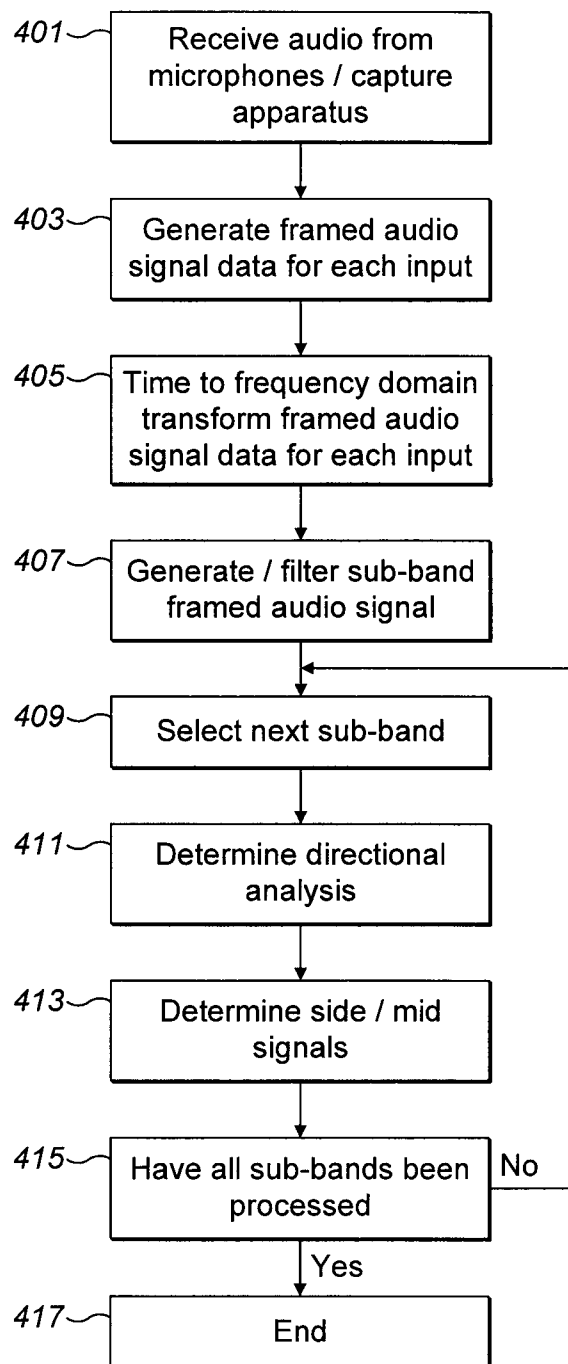 401
Receive audio from
microphones / capture
apparatus
403
Generate framed audio
signal data for each input
405
Time to frequency domain
transform framed audio
signal data for each input
407
Generate / filter sub-band
framed audio signal
409
Select next sub-band
411
Determine directional
analysis
413
Determine side / mid
signals
415
Have all sub-bands been
processed
No
Yes
417
End